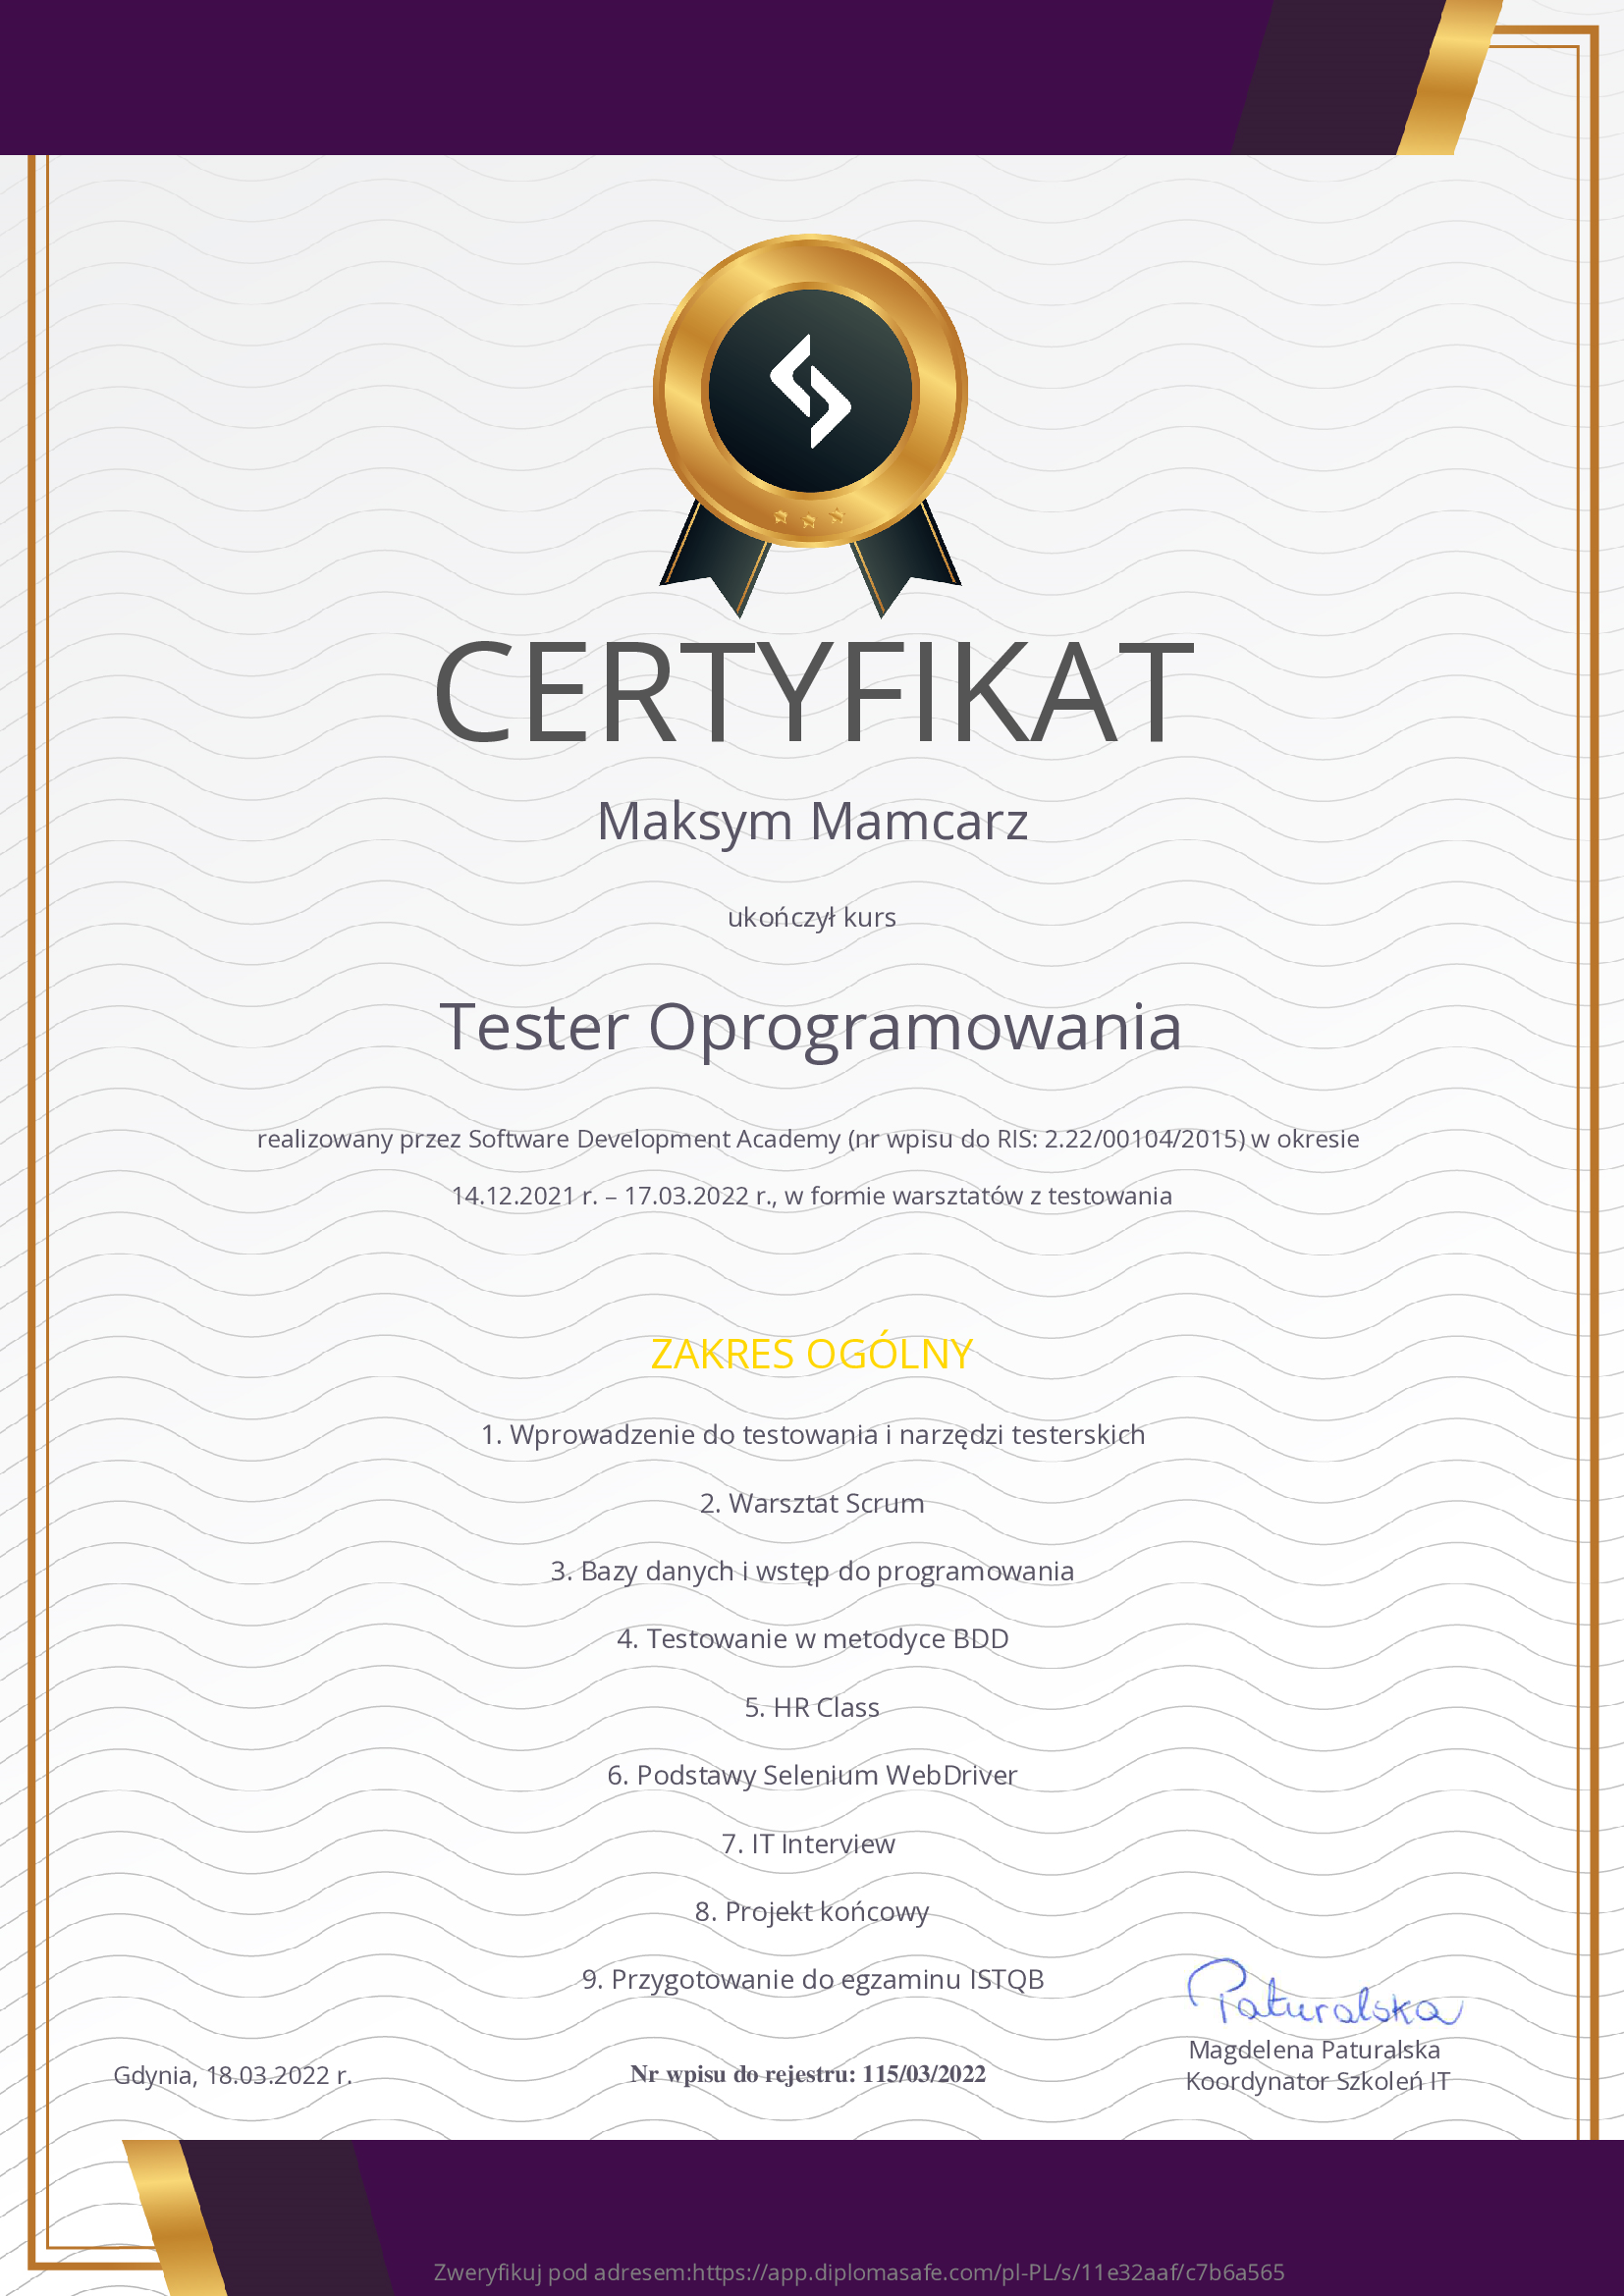 CERTYFIKAT
Maksym Mamcarz
ukończył kurs
Tester Oprogramowania
realizowany przez Software Development Academy (nr wpisu do RIS: 2.22/00104/2015) w okresie
14.12.2021 r. – 17.03.2022 r., w formie warsztatów z testowania
ZAKRES OGÓLNY
1. Wprowadzenie do testowania i narzędzi testerskich
2. Warsztat Scrum
3. Bazy danych i wstęp do programowania
4. Testowanie w metodyce BDD
5. HR Class
6. Podstawy Selenium WebDriver
7. IT Interview
8. Projekt końcowy
9. Przygotowanie do egzaminu ISTQB
Paturalska
Magdelena Paturalska
Koordynator Szkoleń IT
Gdynia, 18.03.2022 r.
Nr wpisu do rejestru: 115/03/2022
Zweryfikuj pod adresem:https://app.diplomasafe.com/pl-PL/s/11e32aaf/c7b6a565